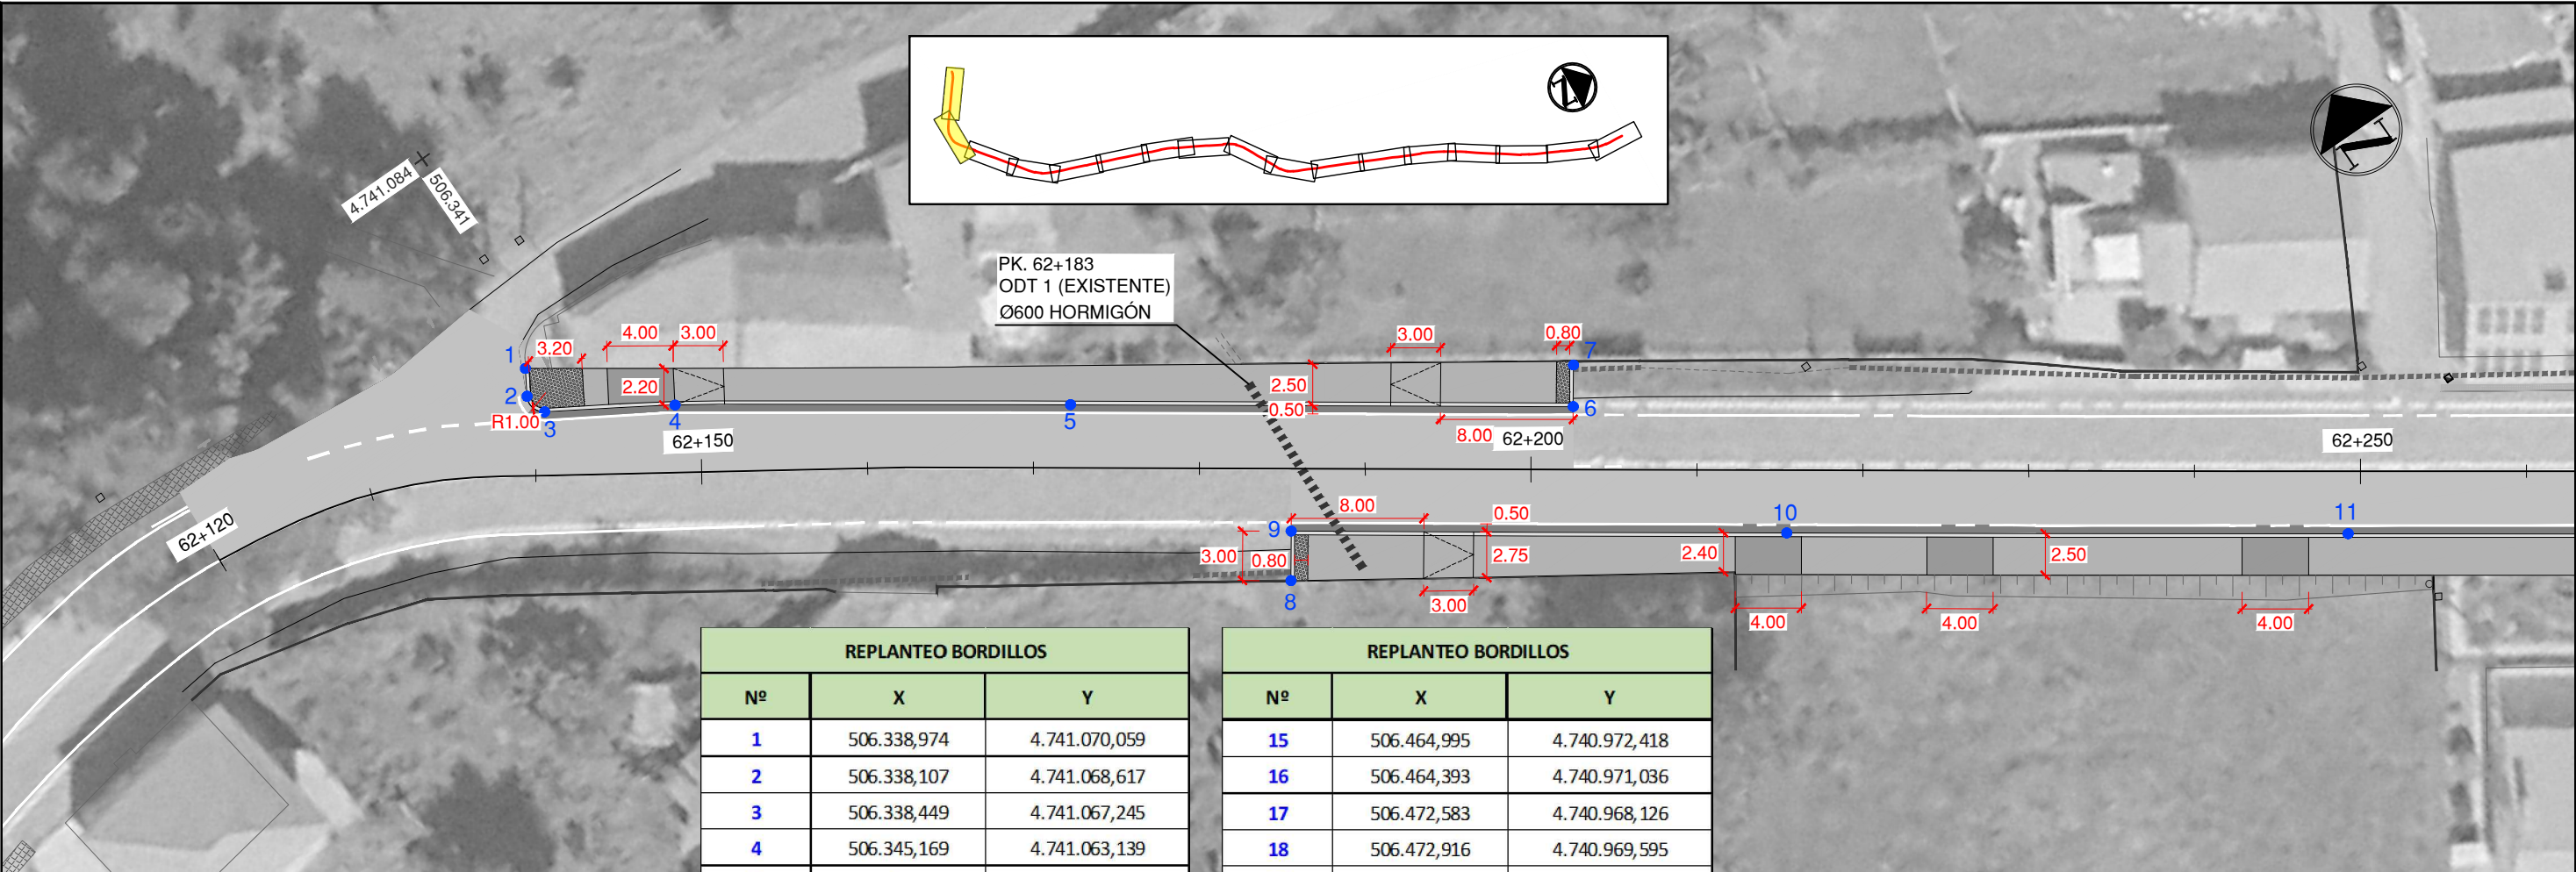 N
N
4.741.084
506.341
PK. 62+183
ODT 1 (EXISTENTE)
Ø600 HORMIGÓN
1
3.20
4.00
3.00
3.00
0.80
7
2
2.20
2.50
R1.00
3
4
5
0.50
6
62+150
8.00
62+200
62+250
62+120
9
8.00
0.50
10
11
3.00
0.80
2.75
2.40
2.50
8
3.00
4.00
4.00
4.00
REPLANTEO BORDILLOS
Nº X Y
1 506.338,974 4.741.070,059
2 506.338,107 4.741.068,617
3 506.338,449 4.741.067,245
4 506.345,169 4.741.063,139
REPLANTEO BORDILLOS
Nº X Y
15 506.464,995 4.740.972,418
16 506.464,393 4.740.971,036
17 506.472,583 4.740.968,126
18 506.472,916 4.740.969,595